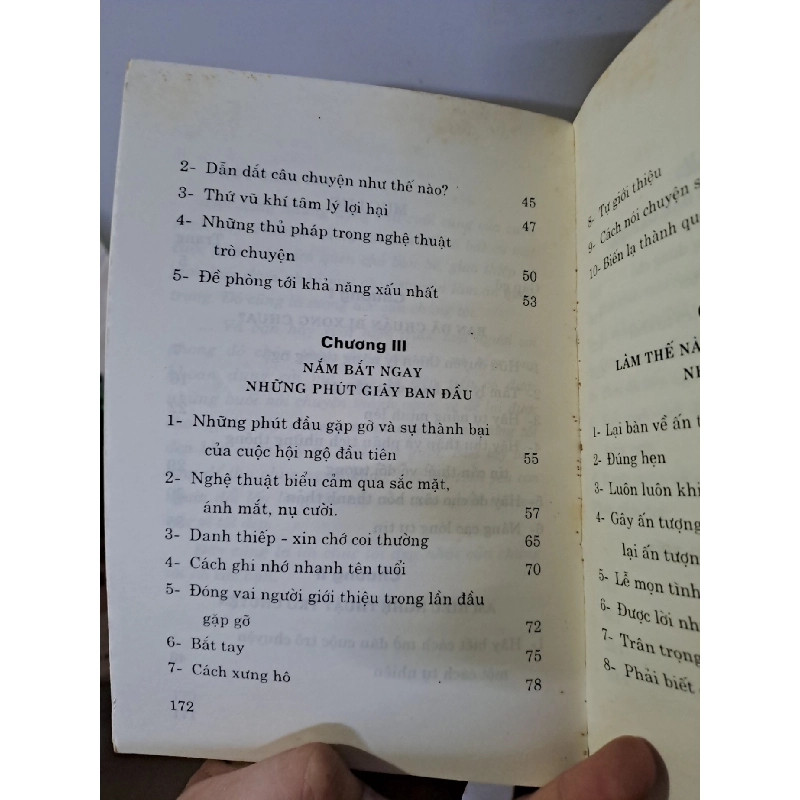 2- Dẫn dắt câu chuyện như thế nào? 45
3- Thứ vũ khí tâm lý lợi hại 47
4- Những thủ pháp trong nghệ thuật
trò chuyện 50
5- Đề phòng tới khả năng xấu nhất 53
Chương III
NẮM BẮT NGAY
NHỮNG PHÚT GIÂY BAN ĐẦU
1- Những phút đầu gặp gỡ và sự thành bại
của cuộc hội ngộ đầu tiên 55
2- Nghệ thuật biểu cảm qua sắc mặt,
ánh mắt, nụ cười. 57
3- Danh thiếp - xin chớ coi thường 65
4- Cách ghi nhớ nhanh tên tuổi 70
5- Đóng vai người giới thiệu trong lần đầu
gặp gỡ 72
6- Bắt tay 75
7- Cách xưng hô 78
172
8- Tự giới thiệu
9- Cách nói chuyện
10- Biến lạ thành
LÀM THẾ
1- Lại bàn về ấn
2- Đúng hẹn
3- Luôn luôn
4- Gây ấn tượng
lại ấn
5- Lễ mọn
6- Được lời
7- Trân trọng
8- Phải biết